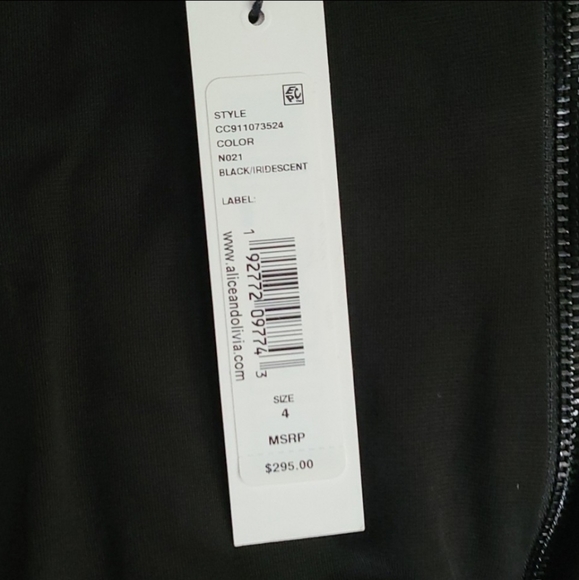 STYLE
CC911073524
COLOR
N021
BLACK/IRIDESCENT
LABEL:
www.aliceandolivia.com
1 92772 09774 3
SIZE
4
MSRP
$295.00